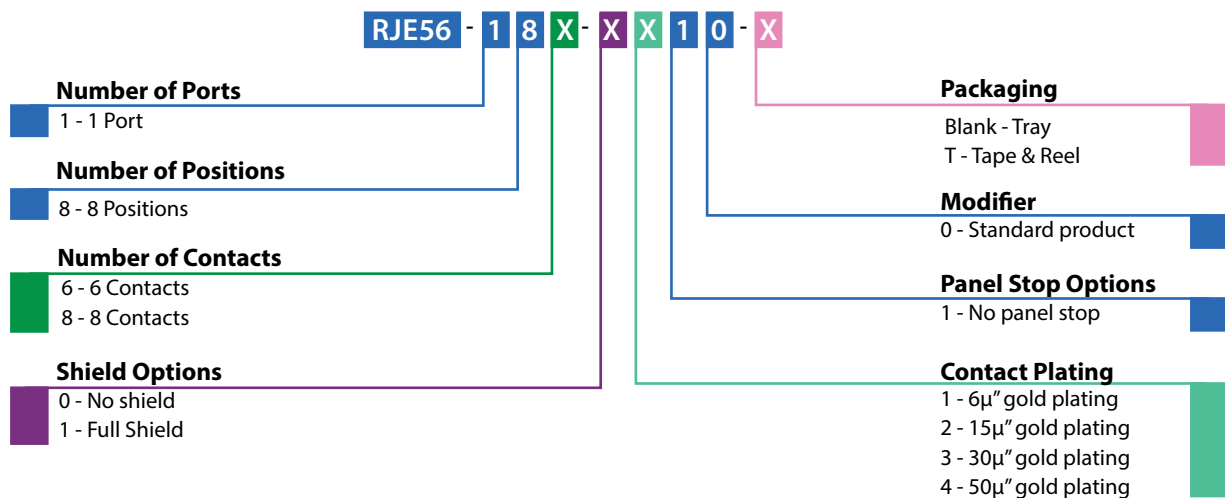 RJE56 - 1 8 X - X X 1 0 - X
Number of Ports
1 - 1 Port
Number of Positions
8 - 8 Positions
Number of Contacts
6 - 6 Contacts
8 - 8 Contacts
Shield Options
0 - No shield
1 - Full Shield
Packaging
Blank - Tray
T - Tape & Reel
Modifier
0 - Standard product
Panel Stop Options
1 - No panel stop
Contact Plating
1 - 6µ” gold plating
2 - 15µ” gold plating
3 - 30µ” gold plating
4 - 50µ” gold plating